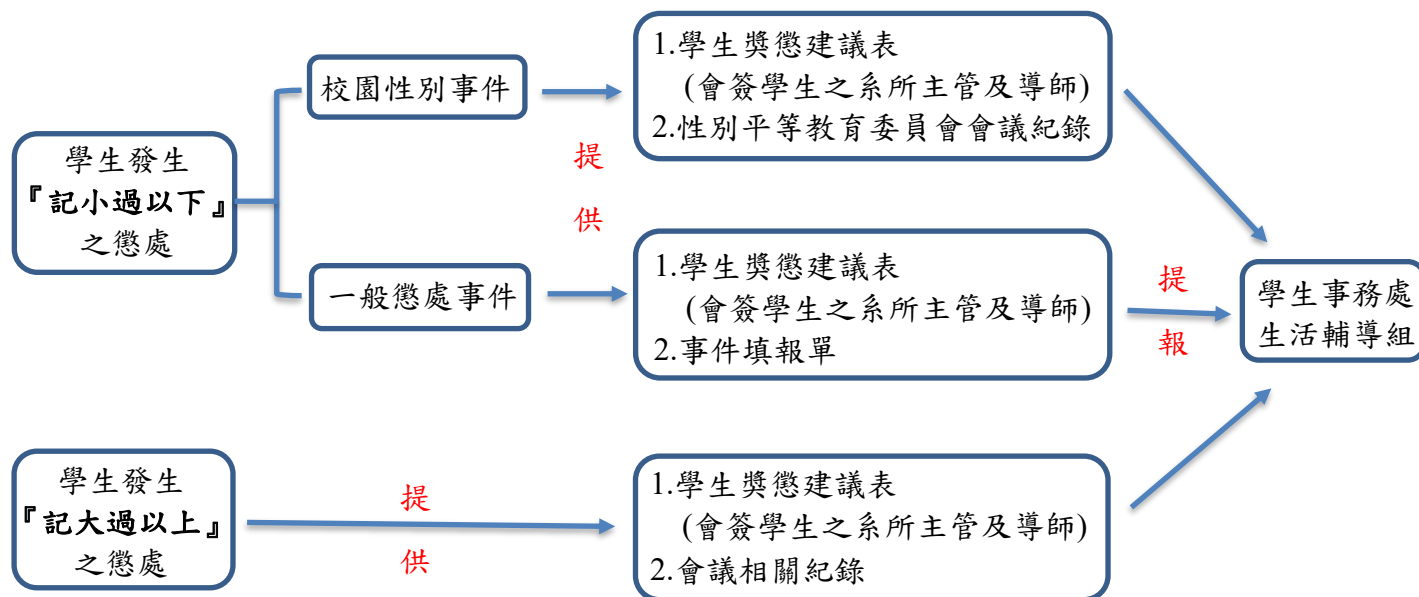 學生發生
『記小過以下』
之懲處
校園性別事件
一般懲處事件
提
供
1.學生獎懲建議表
(會簽學生之系所主管及導師)
2.性別平等教育委員會會議紀錄
1.學生獎懲建議表
(會簽學生之系所主管及導師)
2.事件填報單
提
報
學生事務處
生活輔導組
學生發生
『記大過以上』
之懲處
提
供
1.學生獎懲建議表
(會簽學生之系所主管及導師)
2.會議相關紀錄